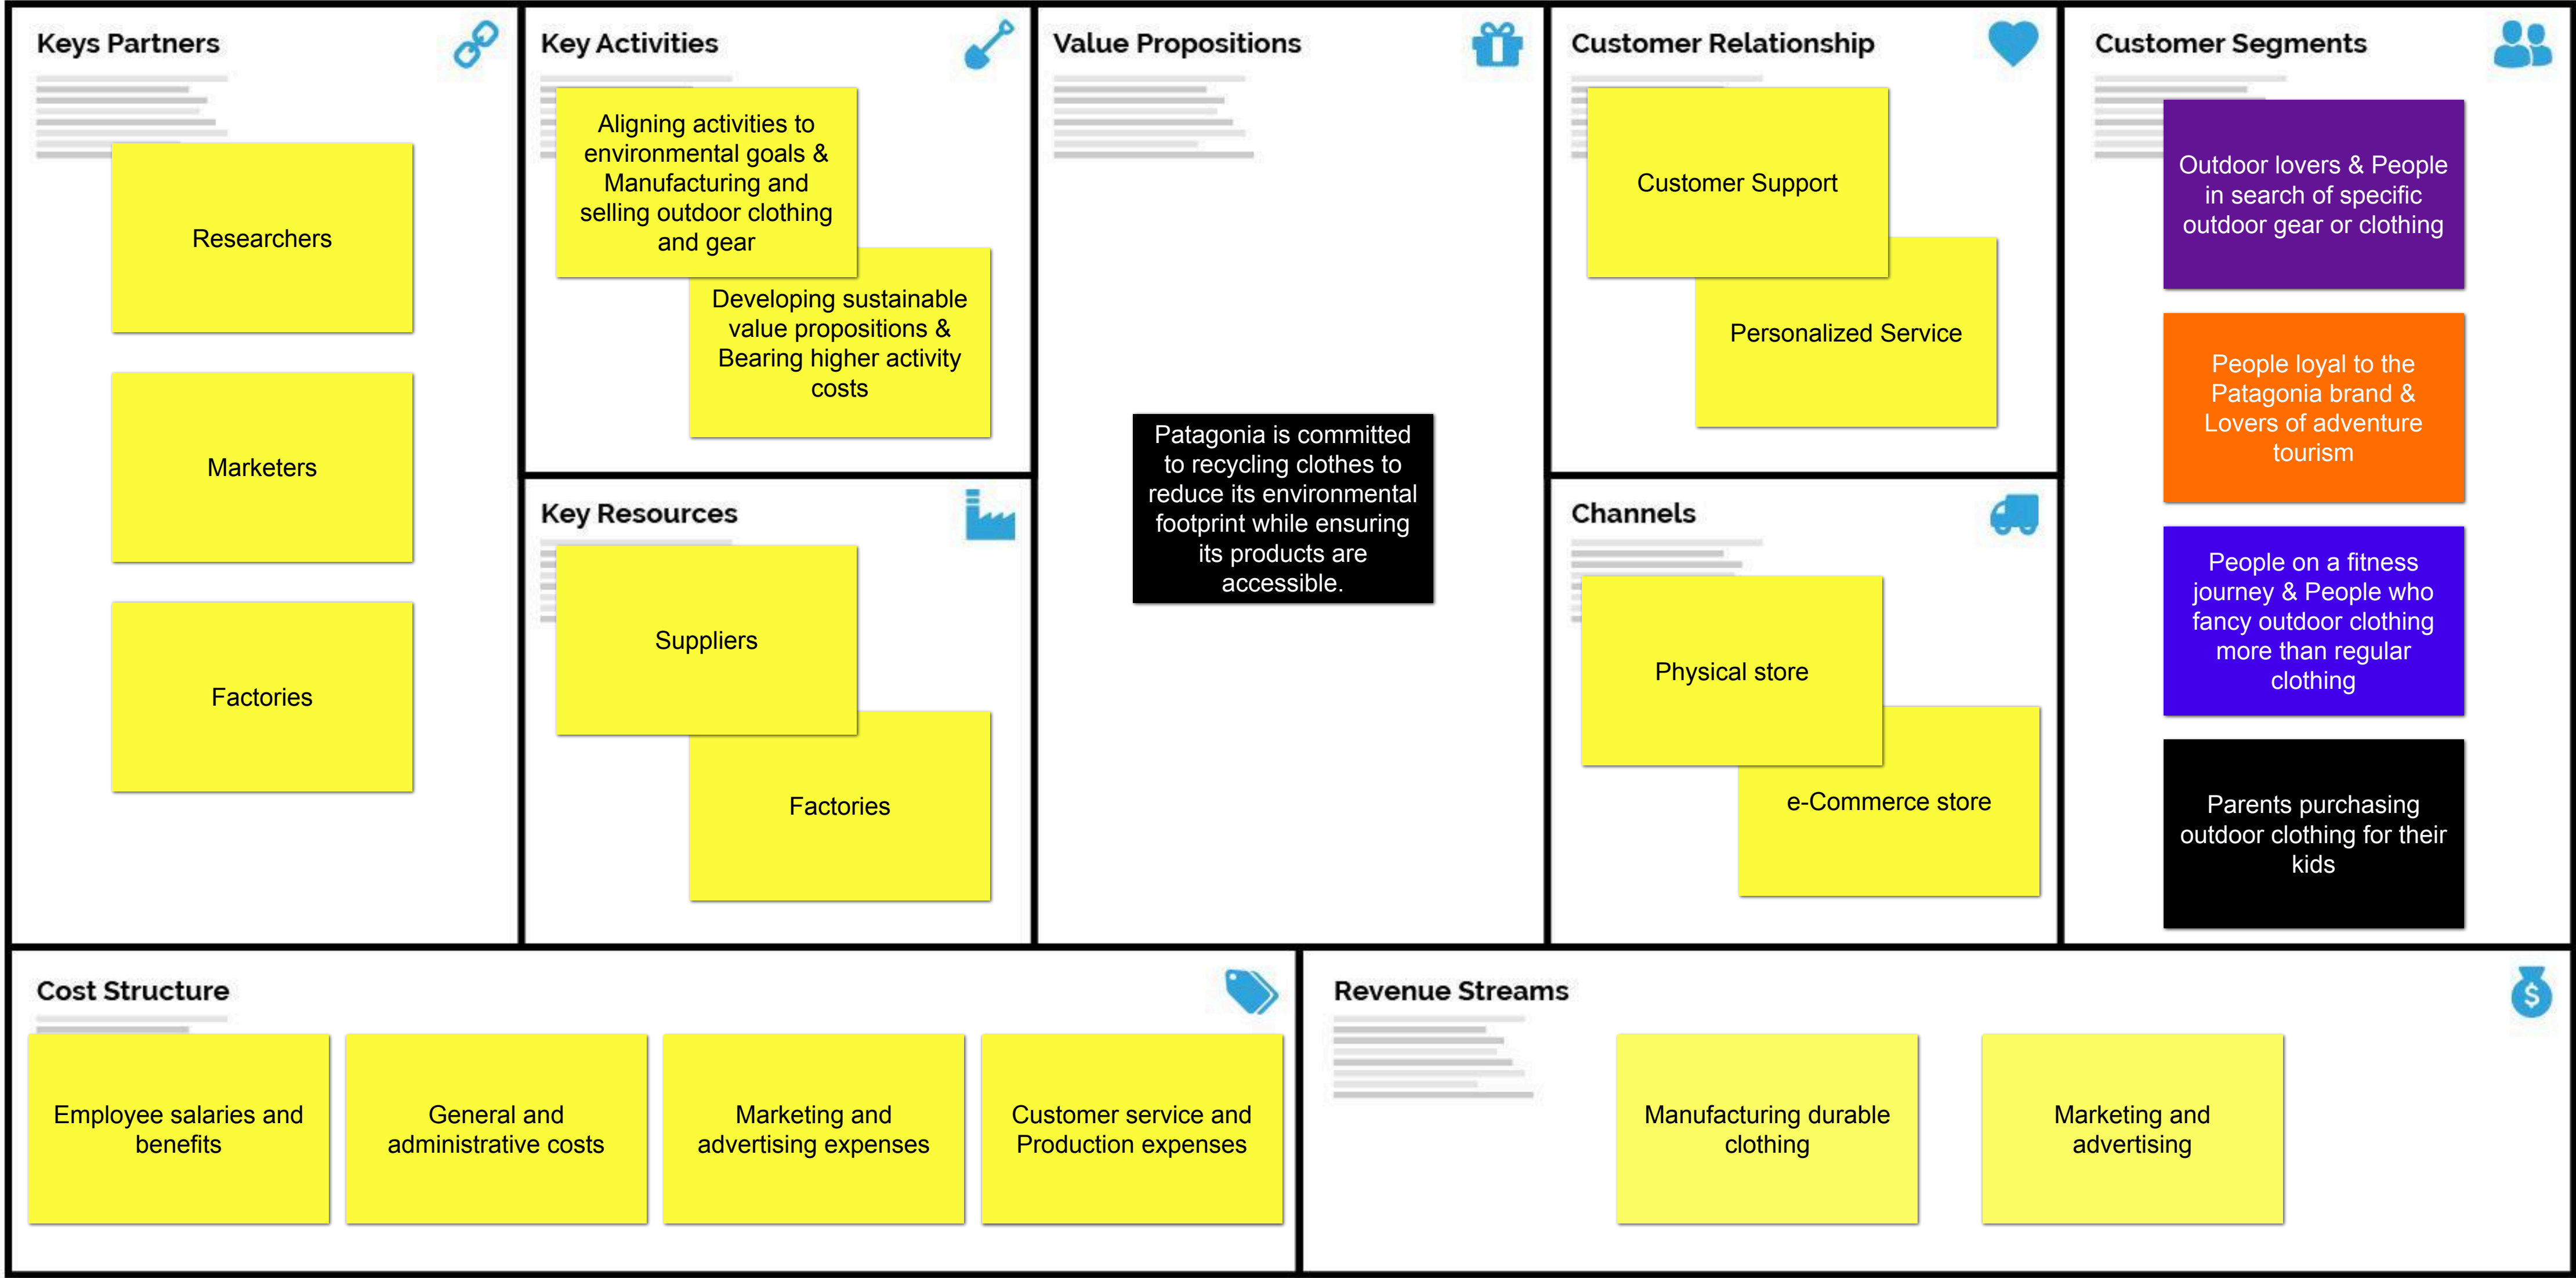 Keys Partners
Researchers
Marketers
Factories
Key Activities
Aligning activities to
environmental goals &
Manufacturing and
selling outdoor clothing
and gear
Developing sustainable
value propositions &
Bearing higher activity
costs
Key Resources
Suppliers
Factories
Value Propositions
Patagonia is committed
to recycling clothes to
reduce its environmental
footprint while ensuring
its products are
accessible.
Customer Relationship
Customer Support
Personalized Service
Channels
Physical store
e-Commerce store
Customer Segments
Outdoor lovers & People
in search of specific
outdoor gear or clothing
People loyal to the
Patagonia brand &
Lovers of adventure
tourism
People on a fitness
journey & People who
fancy outdoor clothing
more than regular
clothing
Parents purchasing
outdoor clothing for their
kids
Cost Structure
Employee salaries and
benefits
General and
administrative costs
Marketing and
advertising expenses
Customer service and
Production expenses
Revenue Streams
$
Manufacturing durable
clothing
Marketing and
advertising